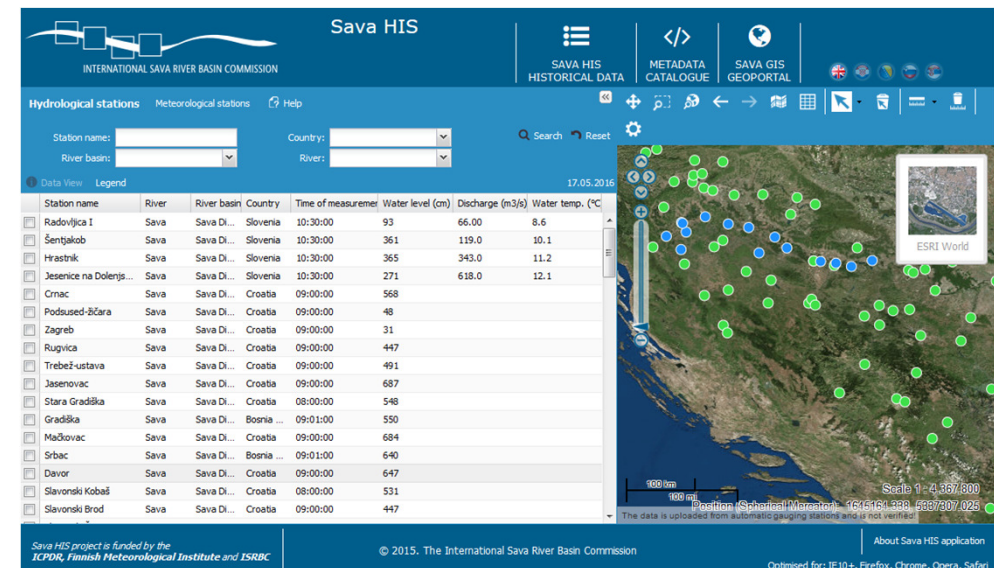 Sava HIS
INTERNATIONAL SAVA RIVER BASIN COMMISSION
SAVA HIS
HISTORICAL DATA
</>
METADATA
CATALOGUE
SAVA GIS
GEOPORTAL
Hydrological stations Meteorological stations Help
Station name: Country: Search Reset
River basin: River:
Data View Legend 17.05.2016
Station name River River basin Country Time of measuremer Water level (cm) Discharge (m3/s) Water temp. (°C
Radovljica I Sava Sava Di... Slovenia 10:30:00 93 66.00 8.6
Šentjakob Sava Sava Di... Slovenia 10:30:00 361 119.0 10.1
Hrastnik Sava Sava Di... Slovenia 10:30:00 365 343.0 11.2
Jesenice na Dolenjs... Sava Sava Di... Slovenia 10:30:00 271 618.0 12.1
Crnac Sava Sava Di... Croatia 09:00:00 568
Podsused-žičara Sava Sava Di... Croatia 09:00:00 48
Zagreb Sava Sava Di... Croatia 09:00:00 31
Rugvica Sava Sava Di... Croatia 09:00:00 447
Trebež-ustava Sava Sava Di... Croatia 09:00:00 491
Jasenovac Sava Sava Di... Croatia 09:00:00 687
Stara Gradiška Sava Sava Di... Croatia 08:00:00 548
Gradiška Sava Sava Di... Bosnia ... 09:01:00 550
Mačkovac Sava Sava Di... Croatia 09:00:00 684
Srbac Sava Sava Di... Bosnia ... 09:01:00 640
Davor Sava Sava Di... Croatia 09:00:00 647
Slavonski Kobaš Sava Sava Di... Croatia 08:00:00 531
Slavonski Brod Sava Sava Di... Croatia 09:00:00 447
ESRI World
100 km
100 mi
Scale 1 : 4,367,800
Position (Spherical Mercator):
The data is uploaded from automatic gauging stations and is not verified!
Sava HIS project is funded by the
ICPDR, Finnish Meteorological Institute and ISRBC
© 2015. The International Sava River Basin Commission
About Sava HIS application
Optimised for: IE10+, Firefox, Chrome, Opera, Safari